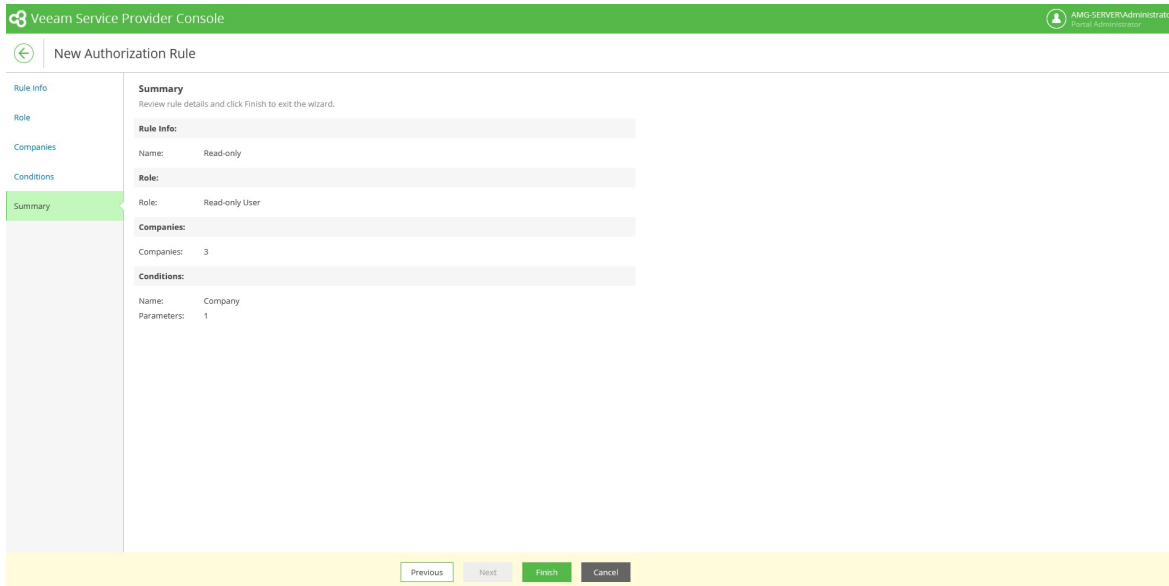 Veeam Service Provider Console
AMG-SERVER\Administrato
Portal Administrator
New Authorization Rule
Rule Info
Role
Companies
Conditions
Summary
Summary
Review rule details and click Finish to exit the wizard.
Rule Info:
Name: Read-only
Role:
Role: Read-only User
Companies:
Companies: 3
Conditions:
Name: Company
Parameters: 1
Previous Next Finish Cancel